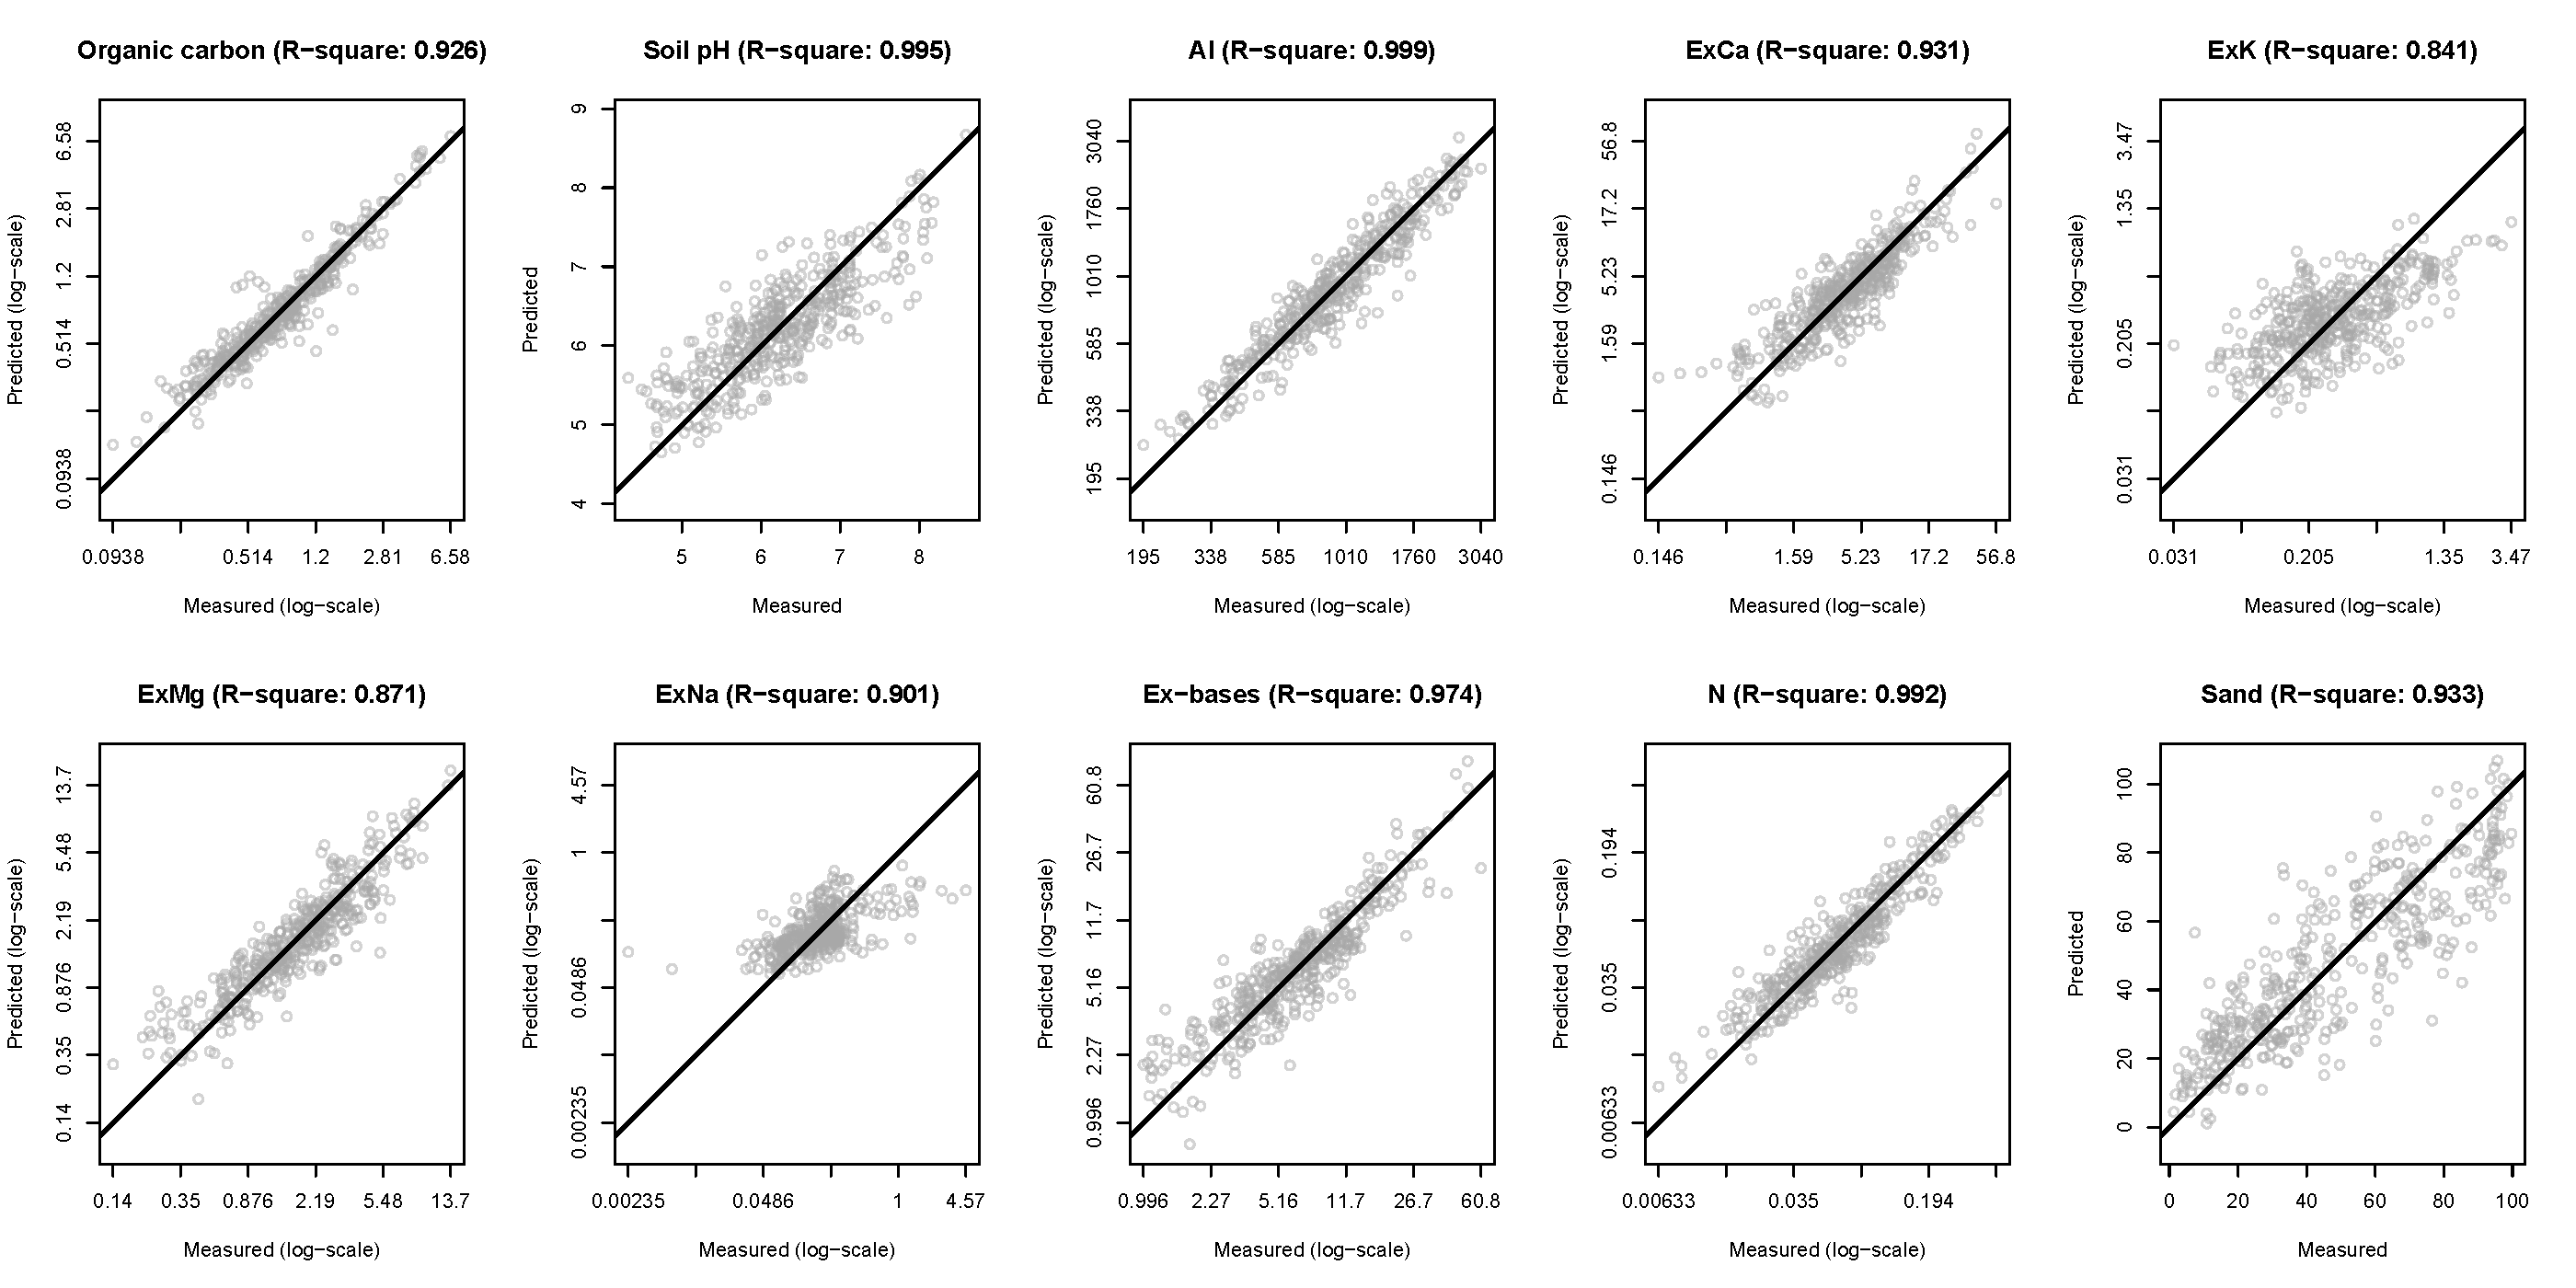 Organic carbon (R−square: 0.926)
6.58
2.81
1.2
0.514
0.0938
Predicted (log−scale)
0.0938 0.514 1.2 2.81 6.58
Measured (log−scale)
Soil pH (R−square: 0.995)
9
8
7
6
5
4
Predicted
5 6 7 8
Measured
Al (R−square: 0.999)
3040
1760
1010
585
338
195
Predicted (log−scale)
195 338 585 1010 1760 3040
Measured (log−scale)
ExCa (R−square: 0.931)
56.8
17.2
5.23
1.59
0.146
Predicted (log−scale)
0.146 1.59 5.23 17.2 56.8
Measured (log−scale)
ExK (R−square: 0.841)
3.47
1.35
0.205
0.031
Predicted (log−scale)
0.031 0.205 1.35 3.47
Measured (log−scale)
ExMg (R−square: 0.871)
13.7
5.48
2.19
0.876
0.35
0.14
Predicted (log−scale)
0.14 0.35 0.876 2.19 5.48 13.7
Measured (log−scale)
ExNa (R−square: 0.901)
4.57
1
0.0486
0.00235
Predicted (log−scale)
0.00235 0.0486 1 4.57
Measured (log−scale)
Ex−bases (R−square: 0.974)
60.8
26.7
11.7
5.16
2.27
0.996
Predicted (log−scale)
0.996 2.27 5.16 11.7 26.7 60.8
Measured (log−scale)
N (R−square: 0.992)
0.194
0.035
0.00633
Predicted (log−scale)
0.00633 0.035 0.194
Measured (log−scale)
Sand (R−square: 0.933)
100
80
60
40
20
0
Predicted
0 20 40 60 80 100
Measured